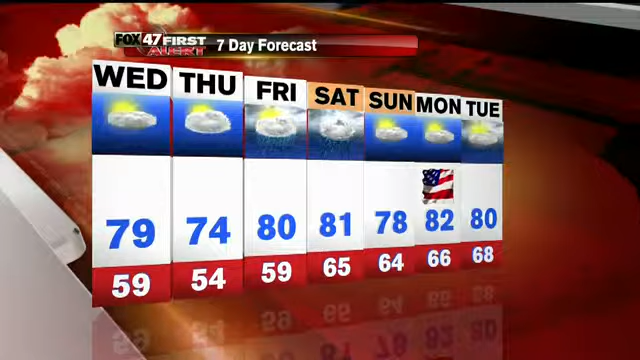 FOX 47 FIRST ALERT 7 Day Forecast
WED THU FRI SAT SUN MON TUE
79 74 80 81 78 82 80
59 54 59 65 64 66 68